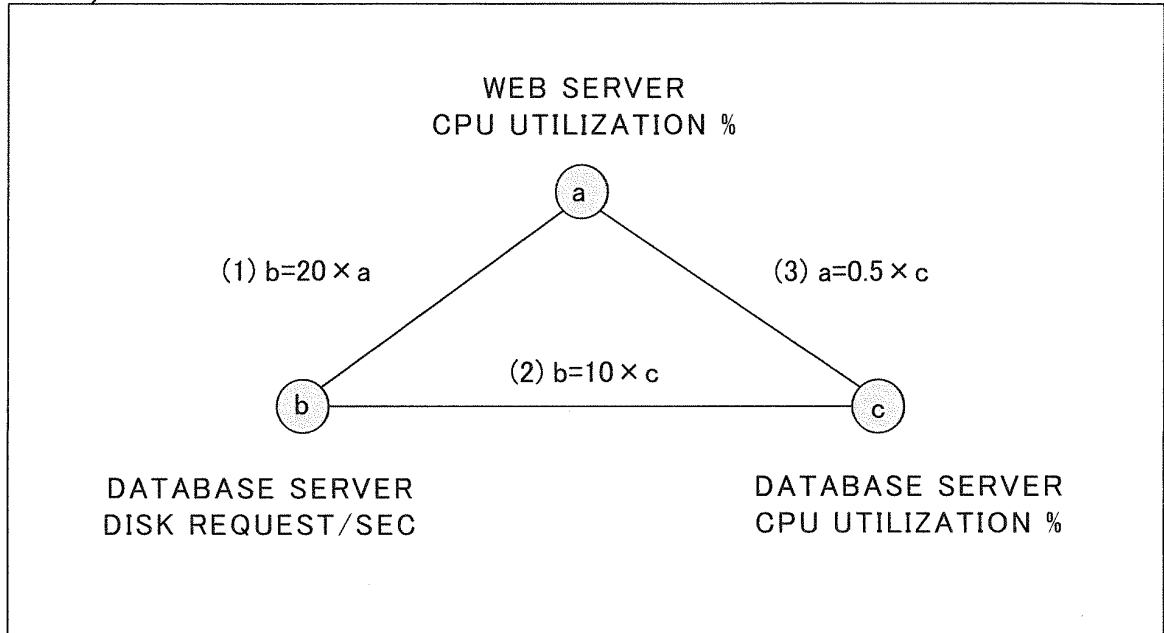 WEB SERVER
CPU UTILIZATION %
a
(1) b=20×a
(3) a=0.5×c
(2) b=10×c
b
c
DATABASE SERVER
DISK REQUEST/SEC
DATABASE SERVER
CPU UTILIZATION %